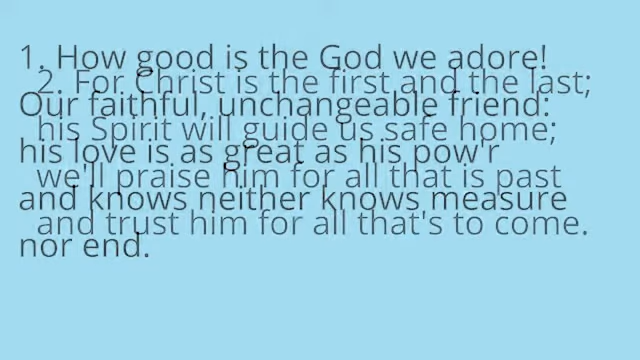 1. How good is the God we adore!
Our faithful, unchangeable friend:
his love is as great as his pow'r
and knows neither knows measure
nor end.
2. For Christ is the first and the last;
his Spirit will guide us safe home;
we'll praise him for all that is past
and trust him for all that's to come.